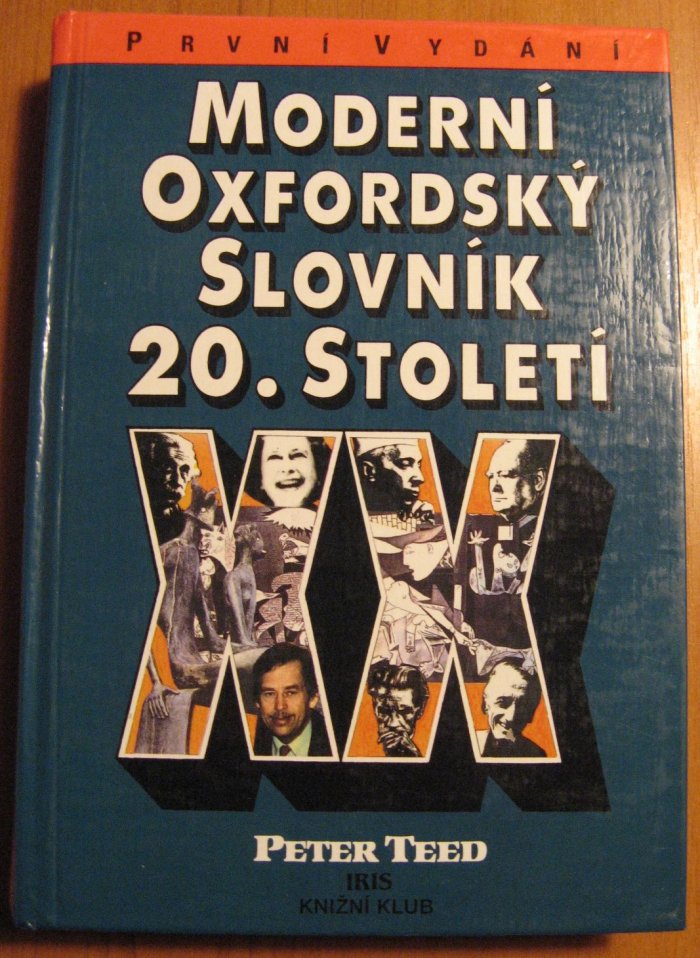 PRVNÍ VYDÁNÍ
MODERNÍ
OXFORDSKÝ
SLOVNÍK
20. STOLETÍ
XX
PETER TEED
IRIS
KNIŽNÍ KLUB